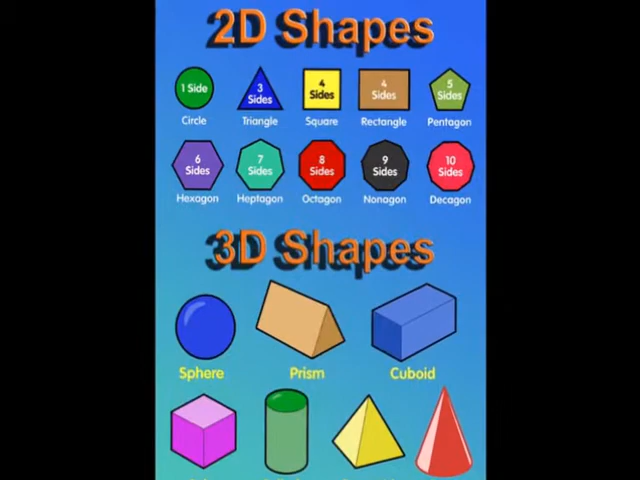 2D Shapes
1 Side
3 Sides
4 Sides
4 Sides
5 Sides
Circle
Triangle
Square
Rectangle
Pentagon
6 Sides
7 Sides
8 Sides
9 Sides
10 Sides
Hexagon
Heptagon
Octagon
Nonagon
Decagon
3D Shapes
Sphere
Prism
Cuboid